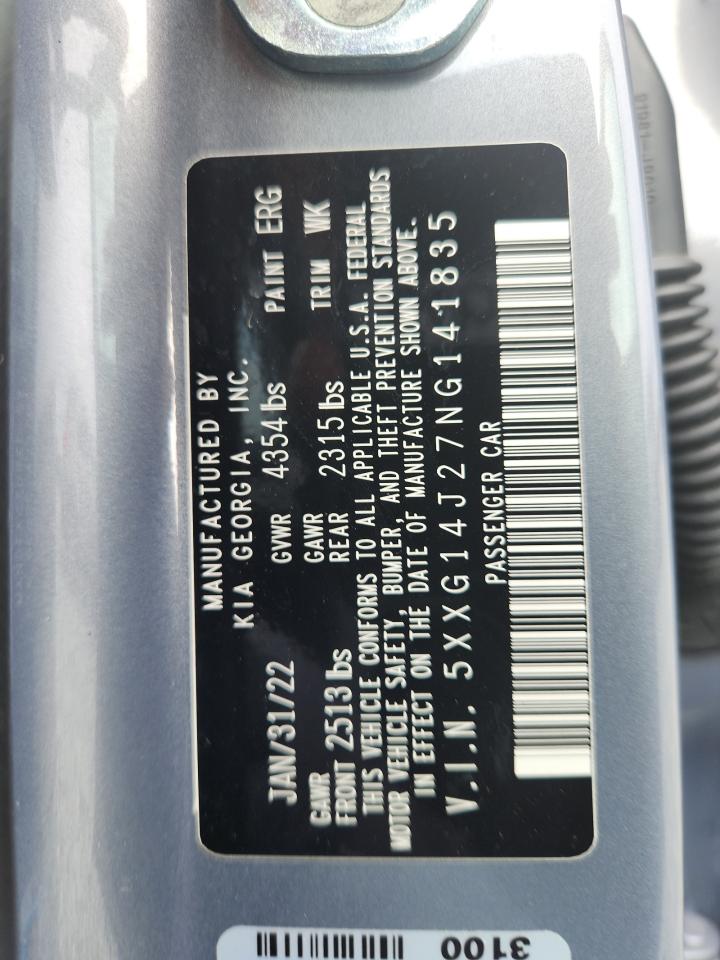 MANUFACTURED BY
KIA GEORGIA, INC.
JAN/31/22 GVWR 4354 lbs PAINT ERG
GAWR FRONT 2513 lbs GAWR REAR 2315 lbs TRIM WK
THIS VEHICLE CONFORMS TO ALL APPLICABLE U.S.A. FEDERAL
MOTOR VEHICLE SAFETY, BUMPER, AND THEFT PREVENTION STANDARDS
IN EFFECT ON THE DATE OF MANUFACTURE SHOWN ABOVE.
V.I.N. 5XXG14J27NG141835
PASSENGER CAR
3100